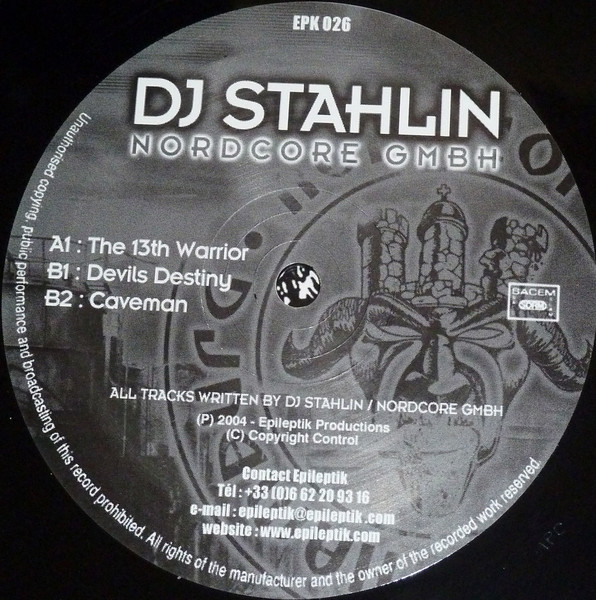 EPK 026
DJ STAHLIN
NORDCORE GMBH
A1 : The 13th Warrior
B1 : Devils Destiny
B2 : Caveman
SACEM
SDRM
ALL TRACKS WRITTEN BY DJ STAHLIN / NORDCORE GMBH
(P) 2004 - Epileptik Productions
(C) Copyright Control
Contact Epileptik
Tél : +33 (0)6 62 20 93 16
e-mail : epileptik@epileptik .com
website : www.epileptik.com
Unauthorised copying, public performance and broadcasting of this record prohibited. All rights of the manufacturer and the owner of the recorded work reserved.